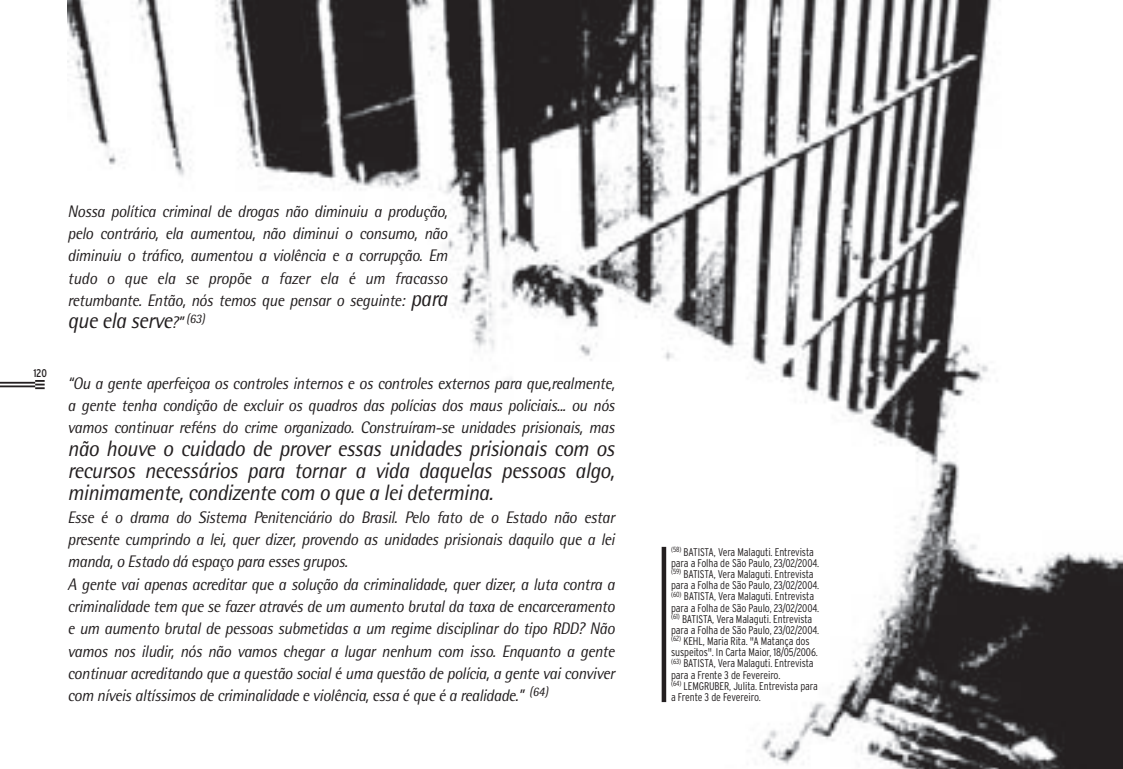 Nossa política criminal de drogas não diminuiu a produção,
pelo contrário, ela aumentou, não diminui o consumo, não
diminuiu o tráfico, aumentou a violência e a corrupção. Em
tudo o que ela se propõe a fazer ela é um fracasso
retumbante. Então, nós temos que pensar o seguinte: para
que ela serve?" (63)
120
"Ou a gente aperfeiçoa os controles internos e os controles externos para que,realmente,
a gente tenha condição de excluir os quadros das polícias dos maus policiais... ou nós
vamos continuar reféns do crime organizado. Construíram-se unidades prisionais, mas
não houve o cuidado de prover essas unidades prisionais com os
recursos necessários para tornar a vida daquelas pessoas algo,
minimamente, condizente com o que a lei determina.
Esse é o drama do Sistema Penitenciário do Brasil. Pelo fato de o Estado não estar
presente cumprindo a lei, quer dizer, provendo as unidades prisionais daquilo que a lei
manda, o Estado dá espaço para esses grupos.
A gente vai apenas acreditar que a solução da criminalidade, quer dizer, a luta contra a
criminalidade tem que se fazer através de um aumento brutal da taxa de encarceramento
e um aumento brutal de pessoas submetidas a um regime disciplinar do tipo RDD? Não
vamos nos iludir, nós não vamos chegar a lugar nenhum com isso. Enquanto a gente
continuar acreditando que a questão social é uma questão de polícia, a gente vai conviver
com níveis altíssimos de criminalidade e violência, essa é que é a realidade." (64)
(58) BATISTA, Vera Malaguti. Entrevista
para a Folha de São Paulo, 23/02/2004.
(59) BATISTA, Vera Malaguti. Entrevista
para a Folha de São Paulo, 23/02/2004.
(60) BATISTA, Vera Malaguti. Entrevista
para a Folha de São Paulo, 23/02/2004.
(61) BATISTA, Vera Malaguti. Entrevista
para a Folha de São Paulo, 23/02/2004.
(62) KEHL, Maria Rita. "A Matança dos
suspeitos". In Carta Maior, 18/05/2006.
(63) BATISTA, Vera Malaguti. Entrevista
para a Frente 3 de Fevereiro.
(64) LEMGRUBER, Julita. Entrevista para
a Frente 3 de Fevereiro.